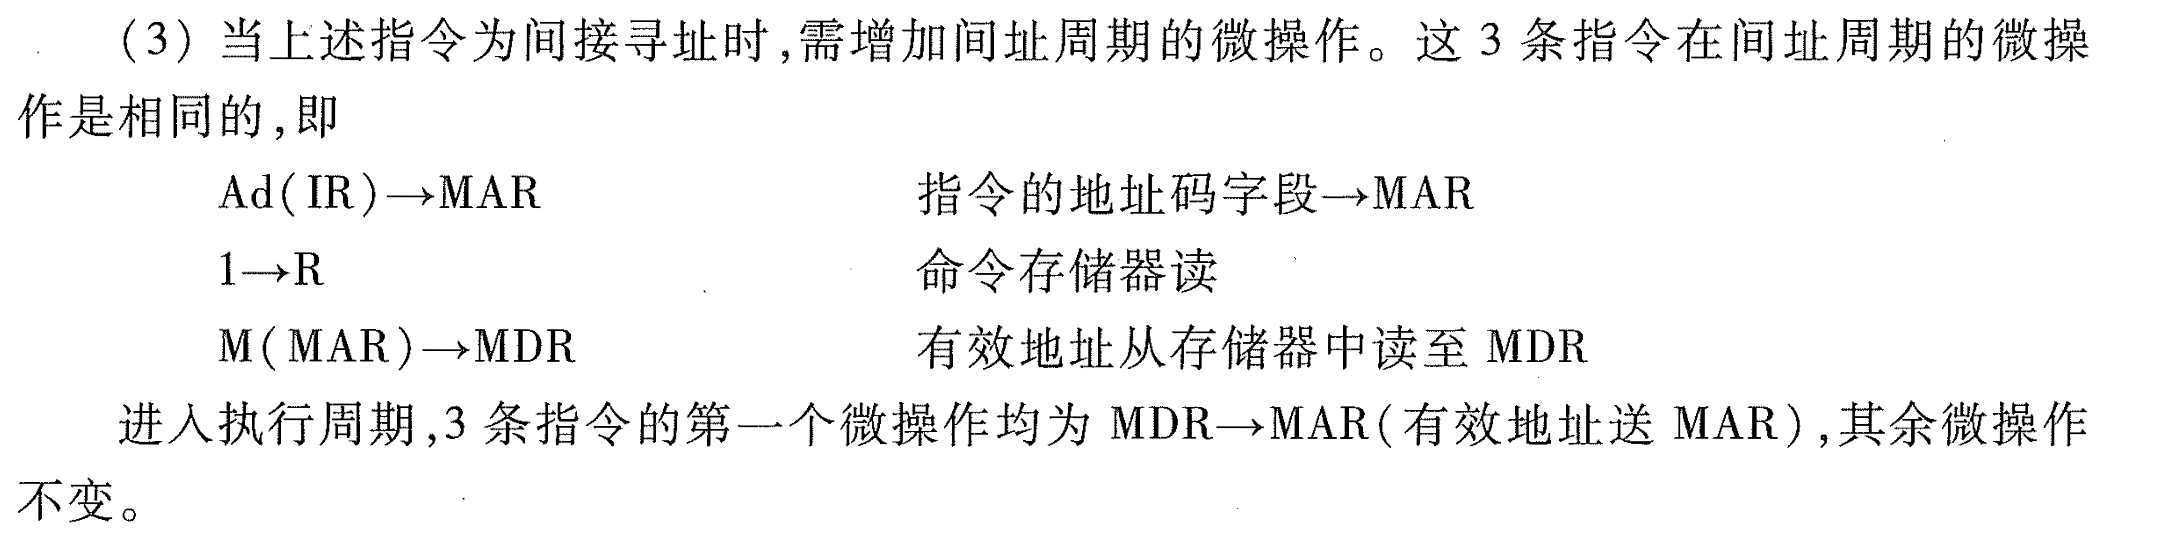 （3）当上述指令为间接寻址时,需增加间址周期的微操作。这 3 条指令在间址周期的微操
作是相同的,即
Ad(IR)→MAR 指令的地址码字段→MAR
1→R 命令存储器读
M(MAR)→MDR 有效地址从存储器中读至 MDR
进入执行周期,3 条指令的第一个微操作均为 MDR→MAR(有效地址送 MAR),其余微操作
不变。